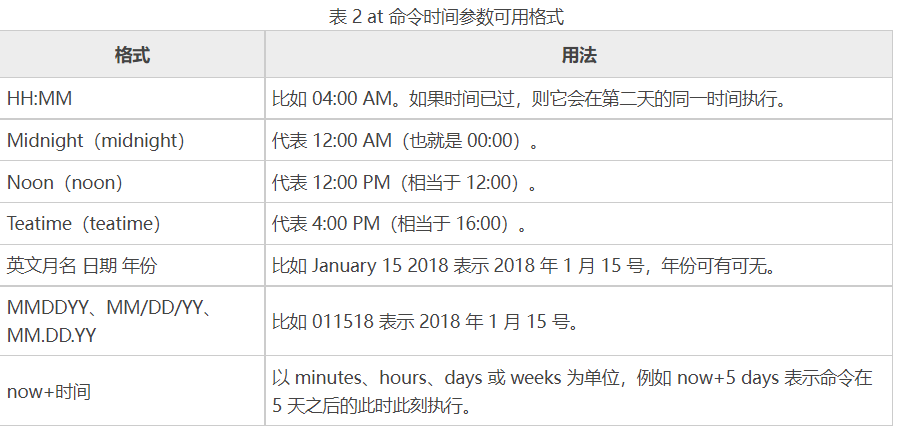 表 2 at 命令时间参数可用格式
格式 用法
HH:MM 比如 04:00 AM。如果时间已过，则它会在第二天的同一时间执行。
Midnight（midnight） 代表 12:00 AM（也就是 00:00）。
Noon（noon） 代表 12:00 PM（相当于 12:00）。
Teatime（teatime） 代表 4:00 PM（相当于 16:00）。
英文月名 日期 年份 比如 January 15 2018 表示 2018 年 1 月 15 号，年份可有可无。
MMDDYY、MM/DD/YY、
MM.DD.YY
比如 011518 表示 2018 年 1 月 15 号。
now+时间
以 minutes、hours、days 或 weeks 为单位，例如 now+5 days 表示命令在
5 天之后的此时此刻执行。